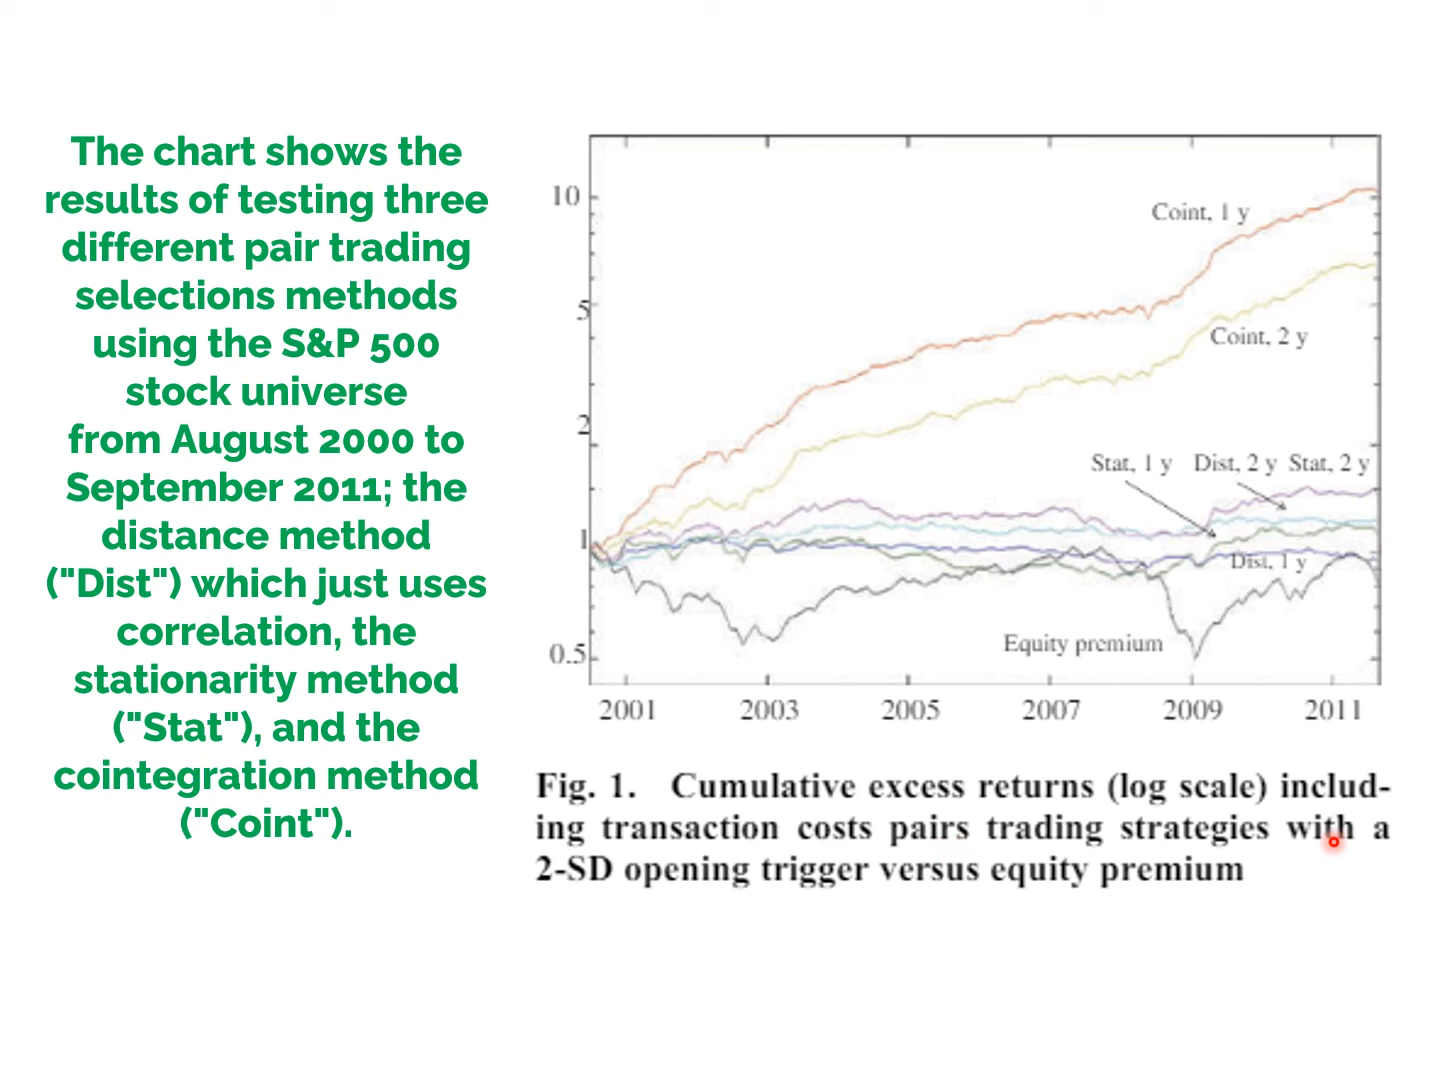 The chart shows the
results of testing three
different pair trading
selections methods
using the S&P 500
stock universe
from August 2000 to
September 2011; the
distance method
("Dist") which just uses
correlation, the
stationarity method
("Stat"), and the
cointegration method
("Coint").
10
5
2
1
0.5
Coint, 1 y
Coint, 2 y
Stat, 1 y
Dist, 2 y
Stat, 2 y
Dist, 1 y
Equity premium
2001 2003 2005 2007 2009 2011
Fig. 1. Cumulative excess returns (log scale) includ-
ing transaction costs pairs trading strategies with a
2-SD opening trigger versus equity premium